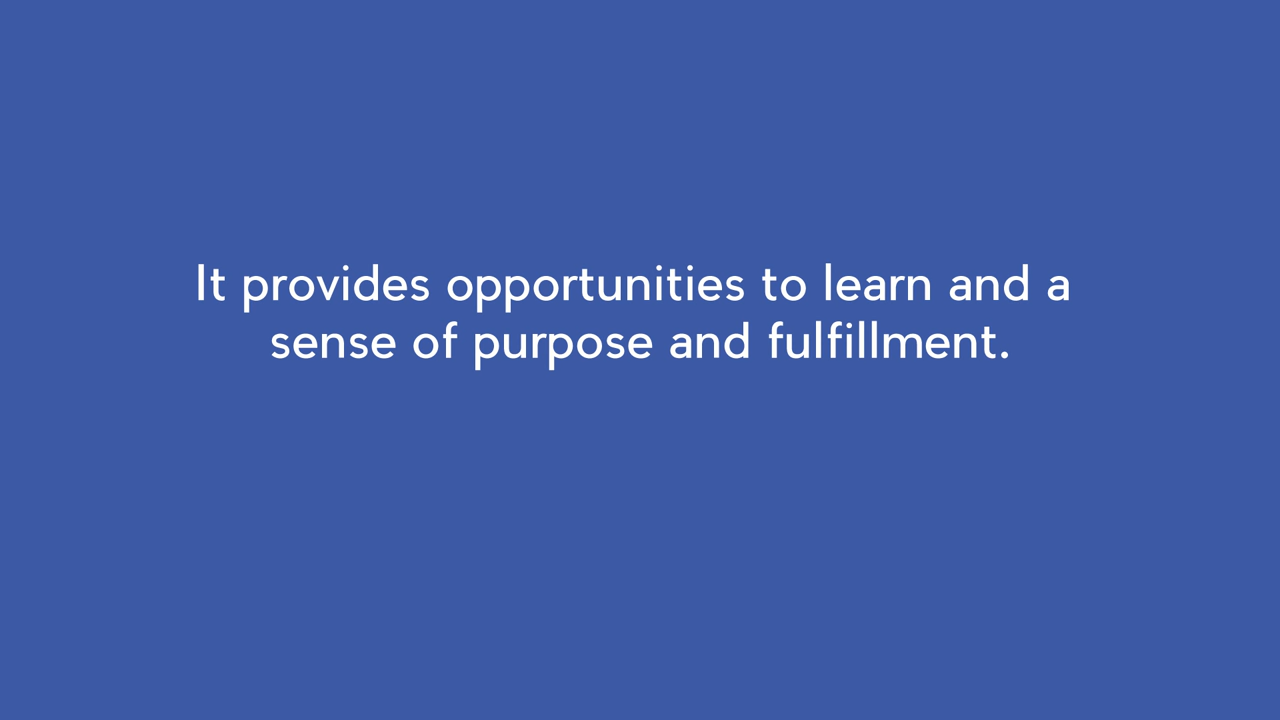 It provides opportunities to learn and a
sense of purpose and fulfillment.